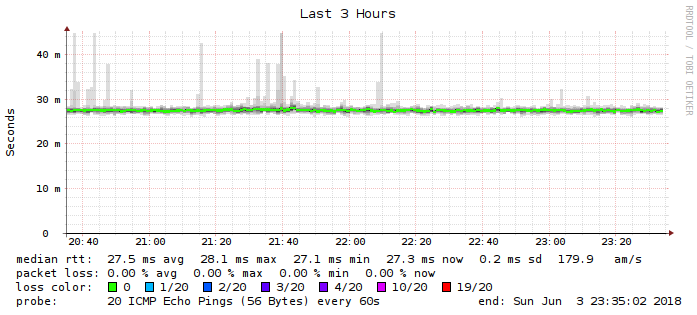 Last 3 Hours
RRDTOOL / TOBI OETIKER
Seconds
40 m
30 m
20 m
10 m
0
20:40 21:00 21:20 21:40 22:00 22:20 22:40 23:00 23:20
median rtt: 27.5 ms avg 28.1 ms max 27.1 ms min 27.3 ms now 0.2 ms sd 179.9 am/s
packet loss: 0.00 % avg 0.00 % max 0.00 % min 0.00 % now
loss color: 0 1/20 2/20 3/20 4/20 10/20 19/20
probe: 20 ICMP Echo Pings (56 Bytes) every 60s end: Sun Jun 3 23:35:02 2018